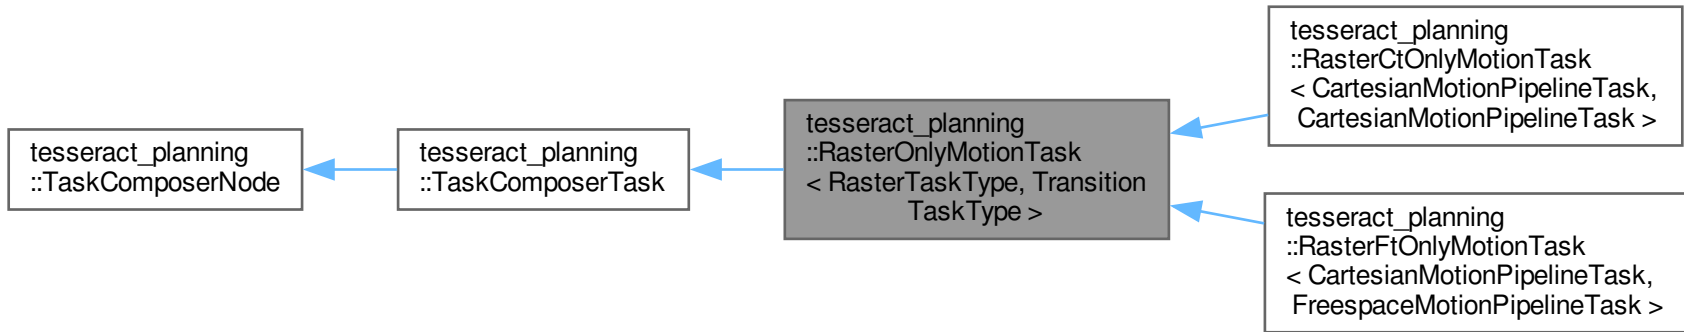 tesseract_planning
::TaskComposerNode
tesseract_planning
::TaskComposerTask
tesseract_planning
::RasterOnlyMotionTask
< RasterTaskType, Transition
TaskType >
tesseract_planning
::RasterCtOnlyMotionTask
< CartesianMotionPipelineTask,
CartesianMotionPipelineTask >
tesseract_planning
::RasterFtOnlyMotionTask
< CartesianMotionPipelineTask,
FreespaceMotionPipelineTask >